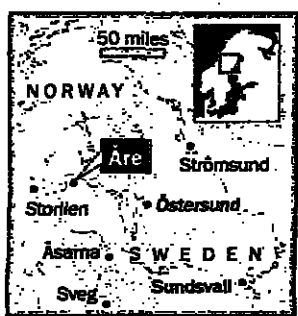 50 miles
NORWAY
Åre
Strömsund
Storlien
Östersund
Åsarna
SWEDEN
Sveg
Sundsvall